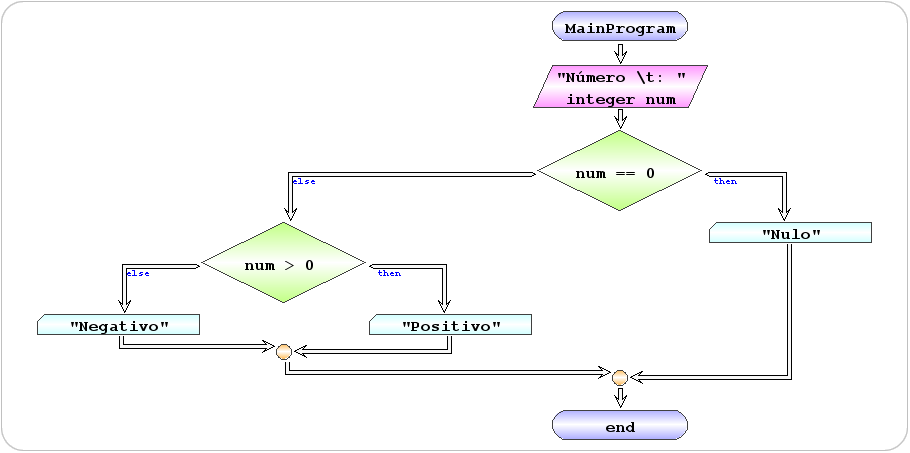 MainProgram
"Número \t: "
integer num
num == 0
else
then
"Nulo"
num > 0
else
then
"Negativo"
"Positivo"
end